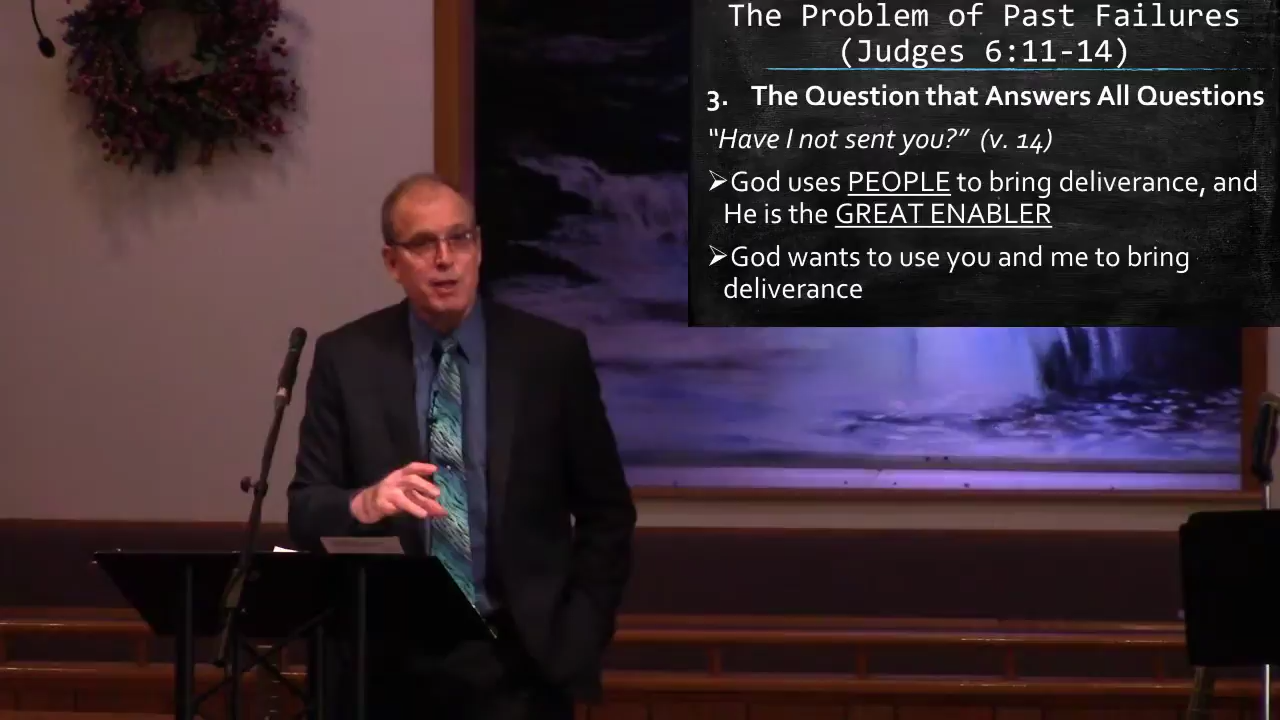 The Problem of Past Failures
(Judges 6:11-14)
3. The Question that Answers All Questions
“Have I not sent you?” (v. 14)
➢God uses PEOPLE to bring deliverance, and
He is the GREAT ENABLER
➢God wants to use you and me to bring
deliverance